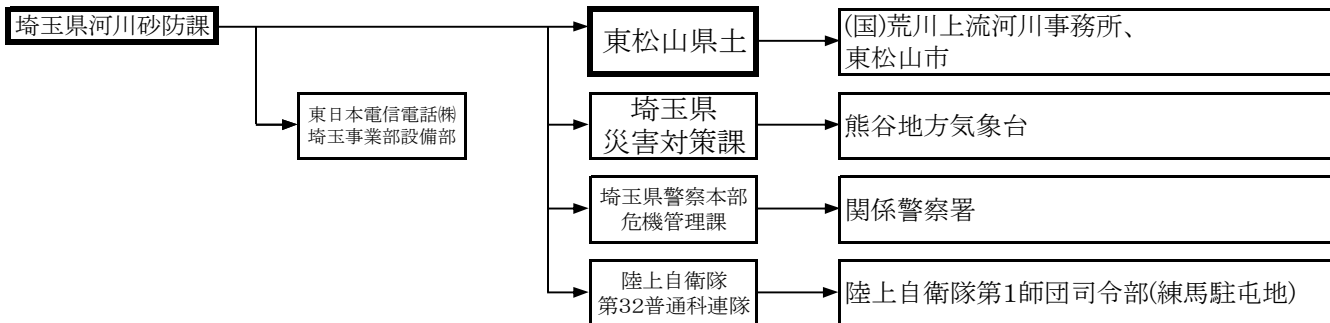 埼玉県河川砂防課
東松山県土
(国)荒川上流河川事務所、
東松山市
東日本電信電話㈱
埼玉事業部設備部
埼玉県
災害対策課
熊谷地方気象台
埼玉県警察本部
危機管理課
関係警察署
陸上自衛隊
第32普通科連隊
陸上自衛隊第1師団司令部(練馬駐屯地)